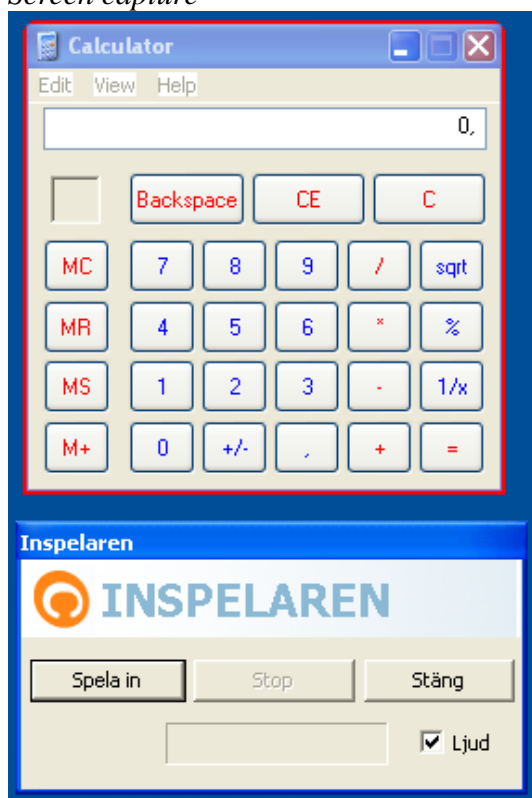 Screen capture
Calculator
Edit View Help
0,
Backspace CE C
MC 7 8 9 / sqrt
MR 4 5 6 * %
MS 1 2 3 - 1/x
M+ 0 +/- , + =
Inspelaren
INSPELAREN
Spela in Stop Stäng
Ljud